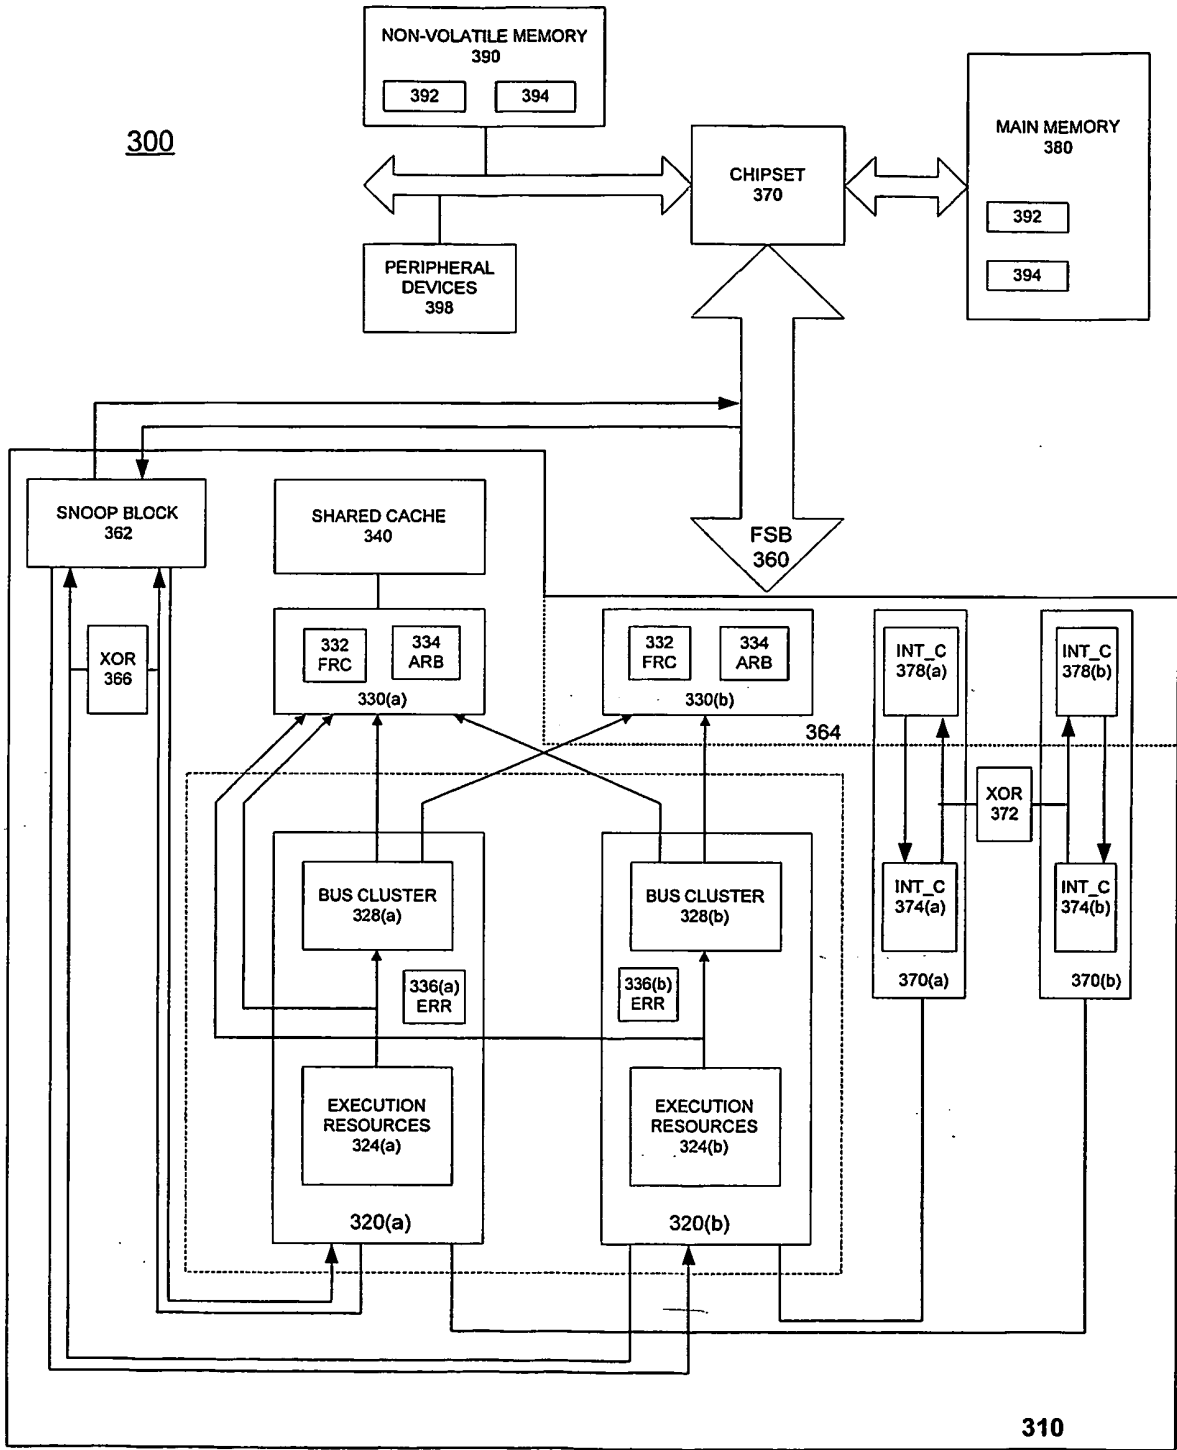 NON-VOLATILE MEMORY
390
392
394
300
MAIN MEMORY
380
392
394
CHIPSET
370
PERIPHERAL
DEVICES
398
FSB
360
SNOOP BLOCK
362
SHARED CACHE
340
XOR
366
332
FRC
334
ARB
330(a)
332
FRC
334
ARB
330(b)
364
INT_C
378(a)
INT_C
378(b)
XOR
372
INT_C
374(a)
INT_C
374(b)
370(a)
370(b)
BUS CLUSTER
328(a)
BUS CLUSTER
328(b)
336(a)
ERR
336(b)
ERR
EXECUTION
RESOURCES
324(a)
EXECUTION
RESOURCES
324(b)
320(a)
320(b)
310